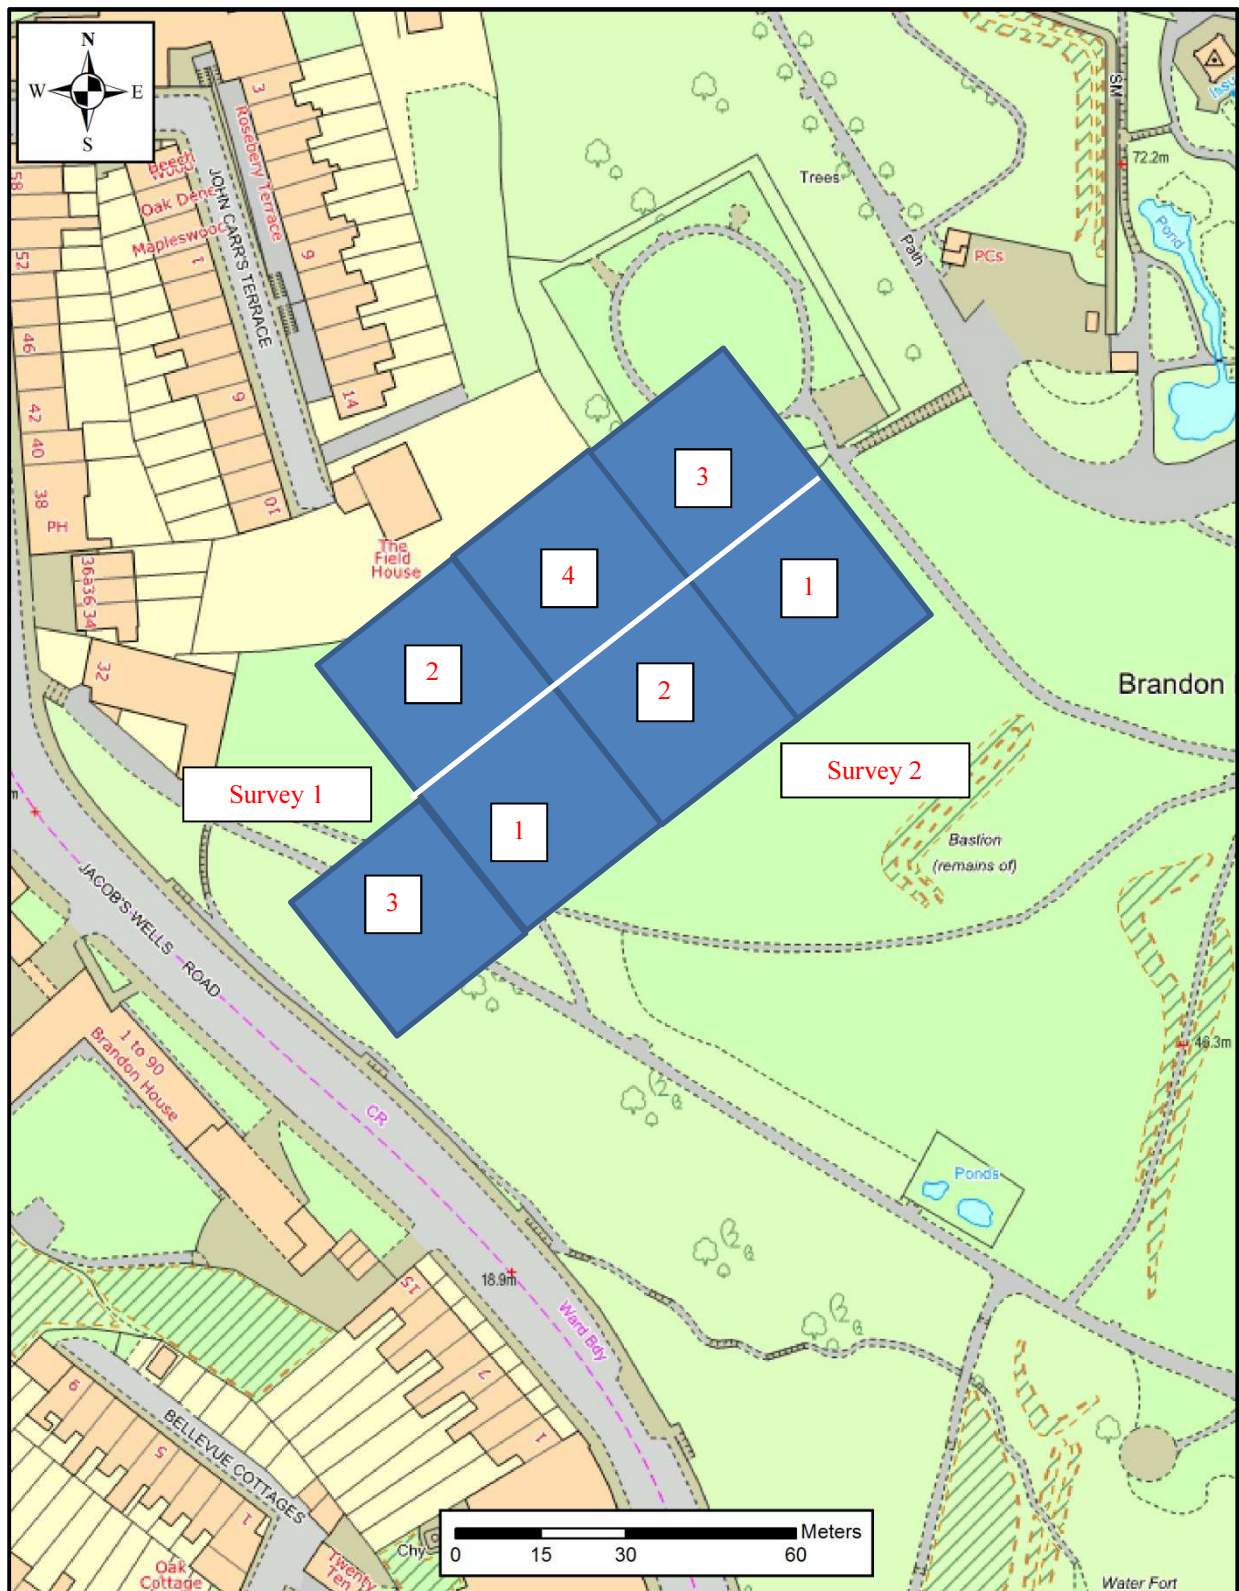 N
W
E
S
3
Rosebery Terrace
9
14
JOHN CARR'S TERRACE
Beech
Wood
Oak Dene
Mapleswood
1
9
10
58
52
46
42
40
38
PH
36a
36
34
32
The
Field
House
Trees
Path
PCs
SM
72.2m
Pond
Issues
3
4
1
2
2
1
3
Survey 1
Survey 2
Brandon
Bastion
(remains of)
46.3m
JACOB'S WELLS ROAD
1 to 90
Brandon House
CR
Ponds
18.9m
Ward Bdy
15
7
1
9
5
1
BELLEVUE COTTAGES
Oak
Cottage
Twenty
Ten
Chy
Meters
0 15 30 60
Water Fort